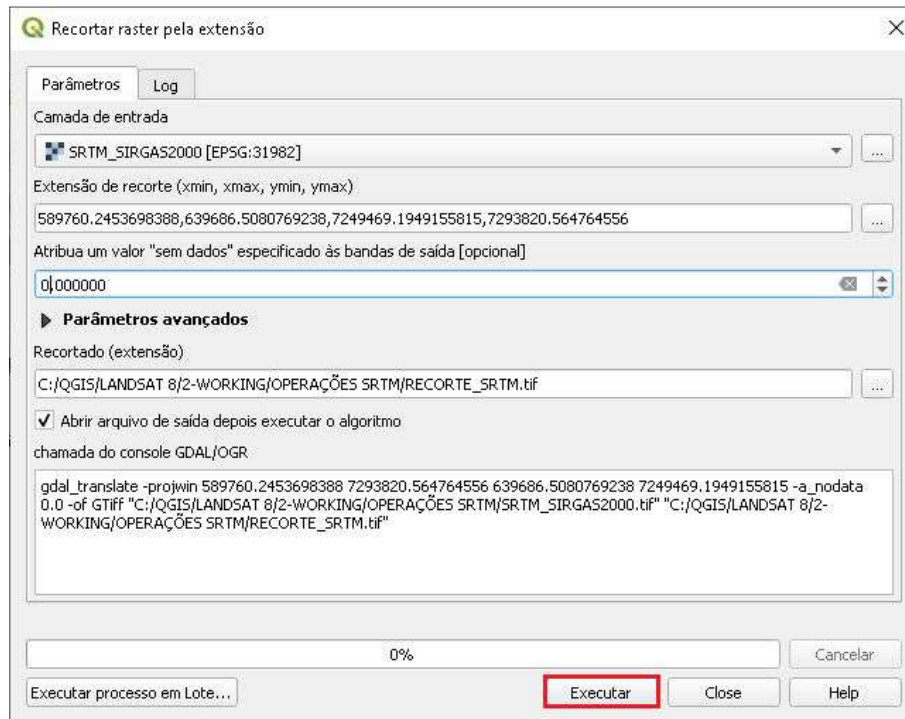 Recortar raster pela extensão
Parâmetros
Log
Camada de entrada
SRTM_SIRGAS2000 [EPSG:31982]
...
Extensão de recorte (xmin, xmax, ymin, ymax)
589760.2453698388,639686.5080769238,7249469.1949155815,7293820.564764556
...
Atribua um valor "sem dados" especificado às bandas de saída [opcional]
0,000000
Parâmetros avançados
Recortado (extensão)
C:/QGIS/LANDSAT 8/2-WORKING/OPERAÇÕES SRTM/RECORTE_SRTM.tif
...
Abrir arquivo de saída depois executar o algoritmo
chamada do console GDAL/OGR
gdal_translate -projwin 589760.2453698388 7293820.564764556 639686.5080769238 7249469.1949155815 -a_nodata
0.0 -of GTiff "C:/QGIS/LANDSAT 8/2-WORKING/OPERAÇÕES SRTM/SRTM_SIRGAS2000.tif" "C:/QGIS/LANDSAT 8/2-
WORKING/OPERAÇÕES SRTM/RECORTE_SRTM.tif"
0%
Cancelar
Executar processo em Lote...
Executar
Close
Help